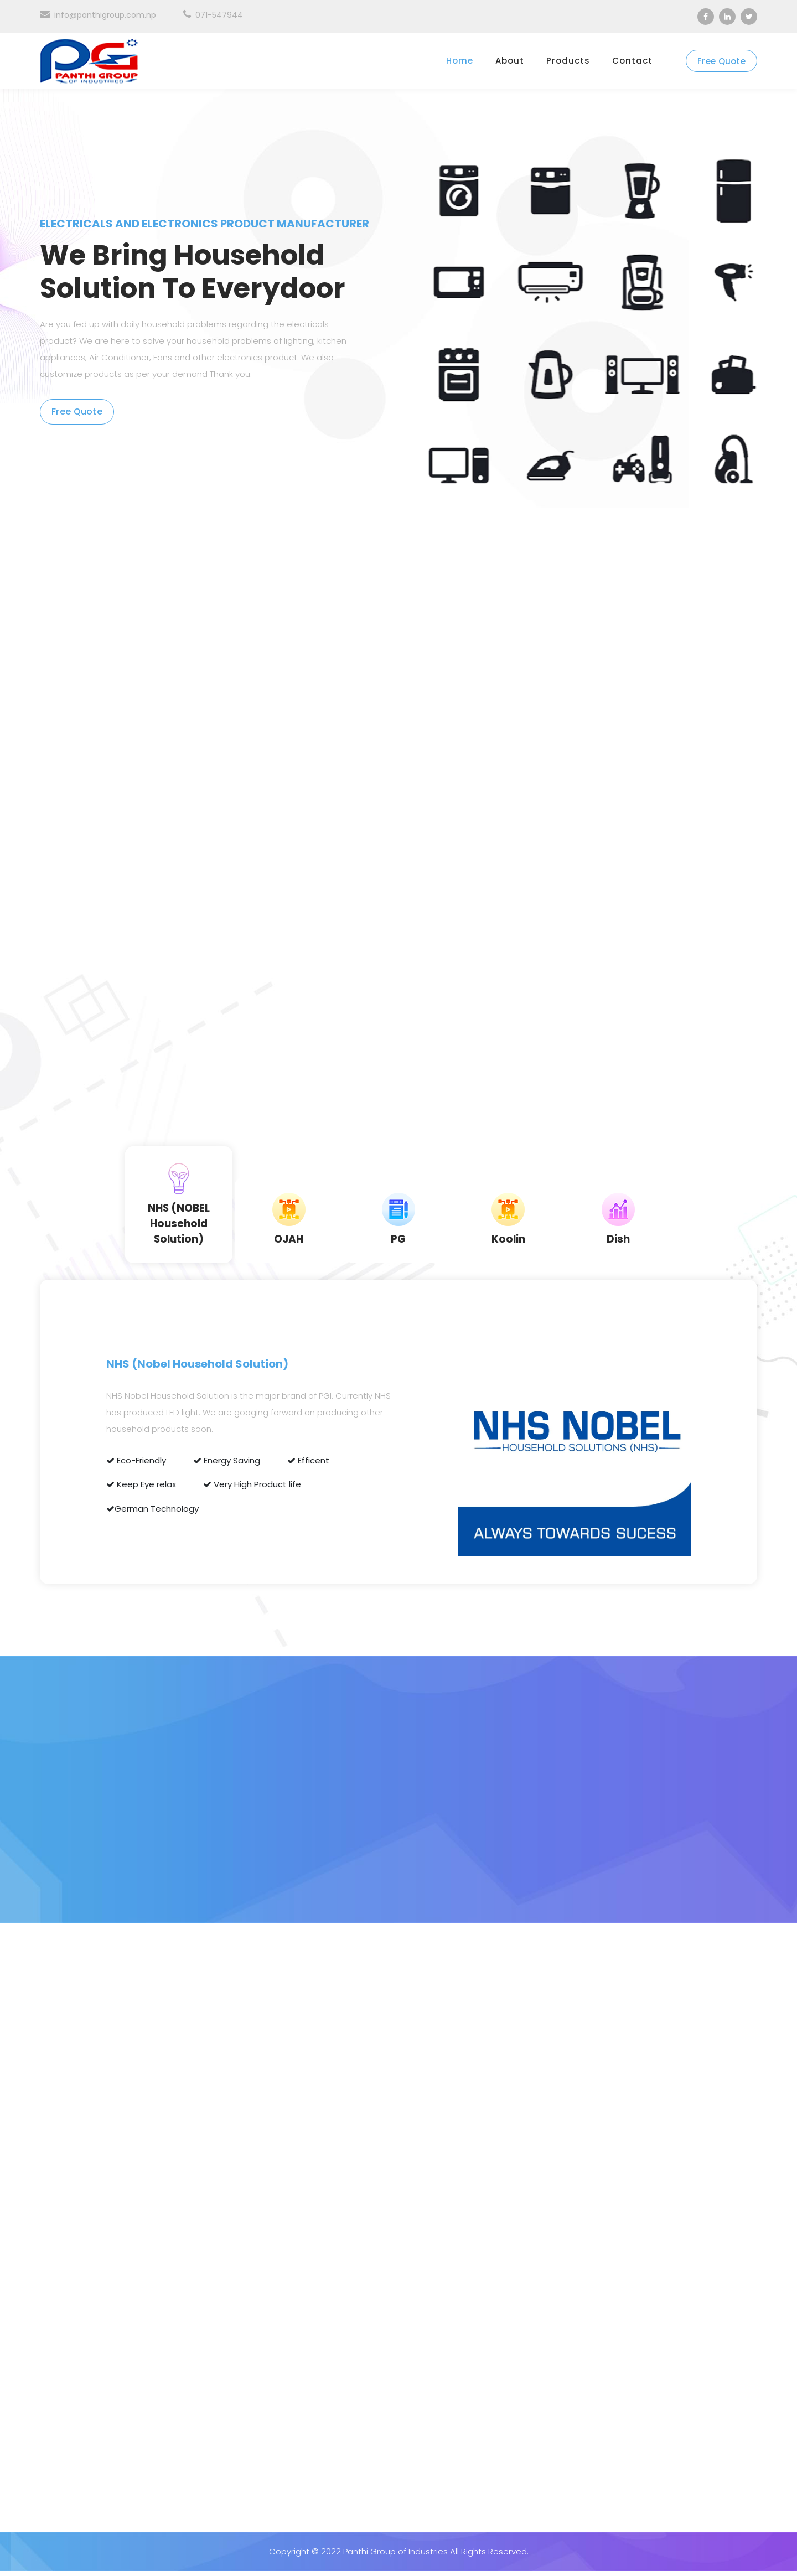 info@panthigroup.com.np
071-547944
PG
PANTHI GROUP
OF INDUSTRIES
Home
About
Products
Contact
Free Quote
ELECTRICALS AND ELECTRONICS PRODUCT MANUFACTURER
We Bring Household
Solution To Everydoor
Are you fed up with daily household problems regarding the electricals
product? We are here to solve your household problems of lighting, kitchen
appliances, Air Conditioner, Fans and other electronics product. We also
customize products as per your demand.Thank you.
Free Quote
NHS (NOBEL
Household
Solution)
OJAH
PG
Koolin
Dish
NHS (Nobel Household Solution)
NHS Nobel Household Solution is the major brand of PGI. Currently NHS
has produced LED light. We are googing forward on producing other
household products soon.
Eco-Friendly
Energy Saving
Efficent
Keep Eye relax
Very High Product life
German Technology
NHS NOBEL
HOUSEHOLD SOLUTIONS (NHS)
ALWAYS TOWARDS SUCESS
Copyright © 2022 Panthi Group of Industries All Rights Reserved.